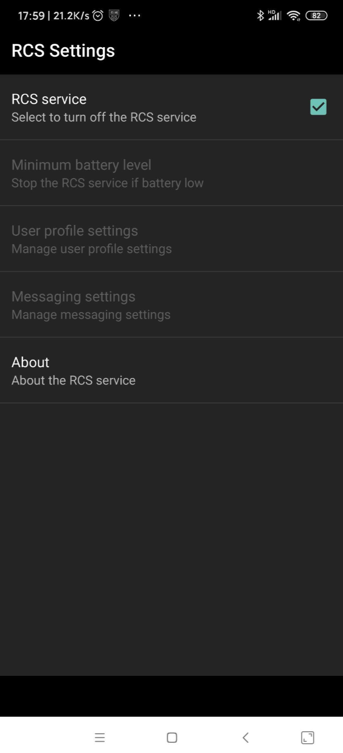 17:59 | 21.2K/s ... HD 82
RCS Settings
RCS service
Select to turn off the RCS service
Minimum battery level
Stop the RCS service if battery low
User profile settings
Manage user profile settings
Messaging settings
Manage messaging settings
About
About the RCS service